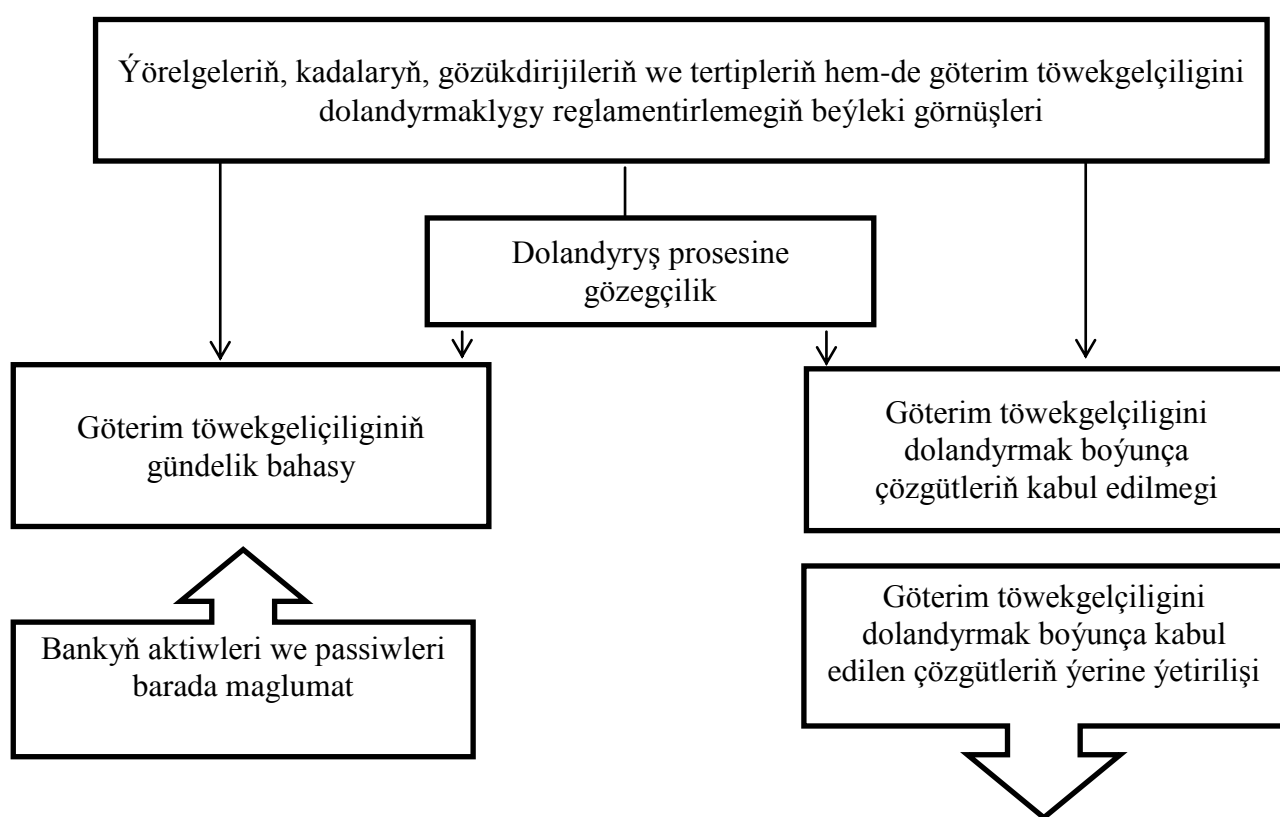 Ýörelgeleriň, kadalaryň, gözükdirijileriň we tertipleriň hem-de göterim töwekgelçiligini
dolandyrmaklygy reglamentirlemegiň beýleki görnüşleri
Dolandyryş prosesine
gözegçilik
Göterim töwekgeliçiliginiň
gündelik bahasy
Göterim töwekgelçiligini
dolandyrmak boýunça
çözgütleriň kabul edilmegi
Bankyň aktiwleri we passiwleri
barada maglumat
Göterim töwekgelçiligini
dolandyrmak boýunça kabul
edilen çözgütleriň ýerine ýetirilişi